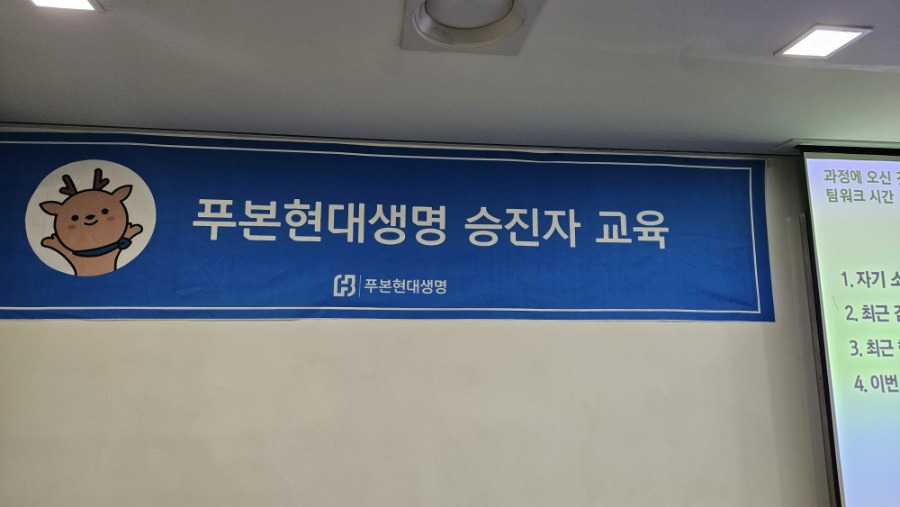 푸본현대생명 승진자 교육
푸본현대생명
과정에 오신
팀워크 시간
1. 자기
2. 최근
3. 최근
4. 이번